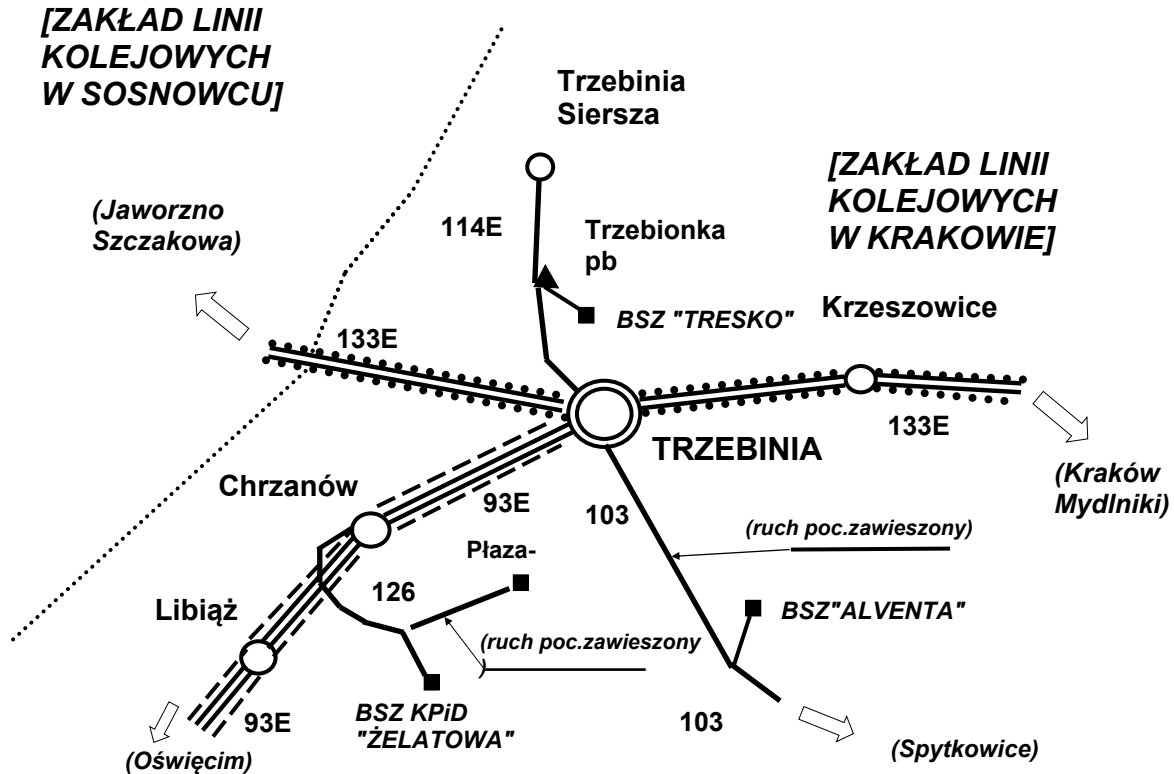 [ZAKŁAD LINII
KOLEJOWYCH
W SOSNOWCU]
Trzebinia
Siersza
[ZAKŁAD LINII
KOLEJOWYCH
W KRAKOWIE]
(Jaworzno
Szczakowa)
114E
Trzebionka
pb
BSZ "TRESKO"
Krzeszowice
133E
133E
TRZEBINIA
(Kraków
Mydlniki)
Chrzanów
93E
103
(ruch poc.zawieszony)
Płaza-
126
Libiąż
BSZ"ALVENTA"
(ruch poc.zawieszony
)
BSZ KPiD
"ŻELATOWA"
93E
103
(Oświęcim)
(Spytkowice)